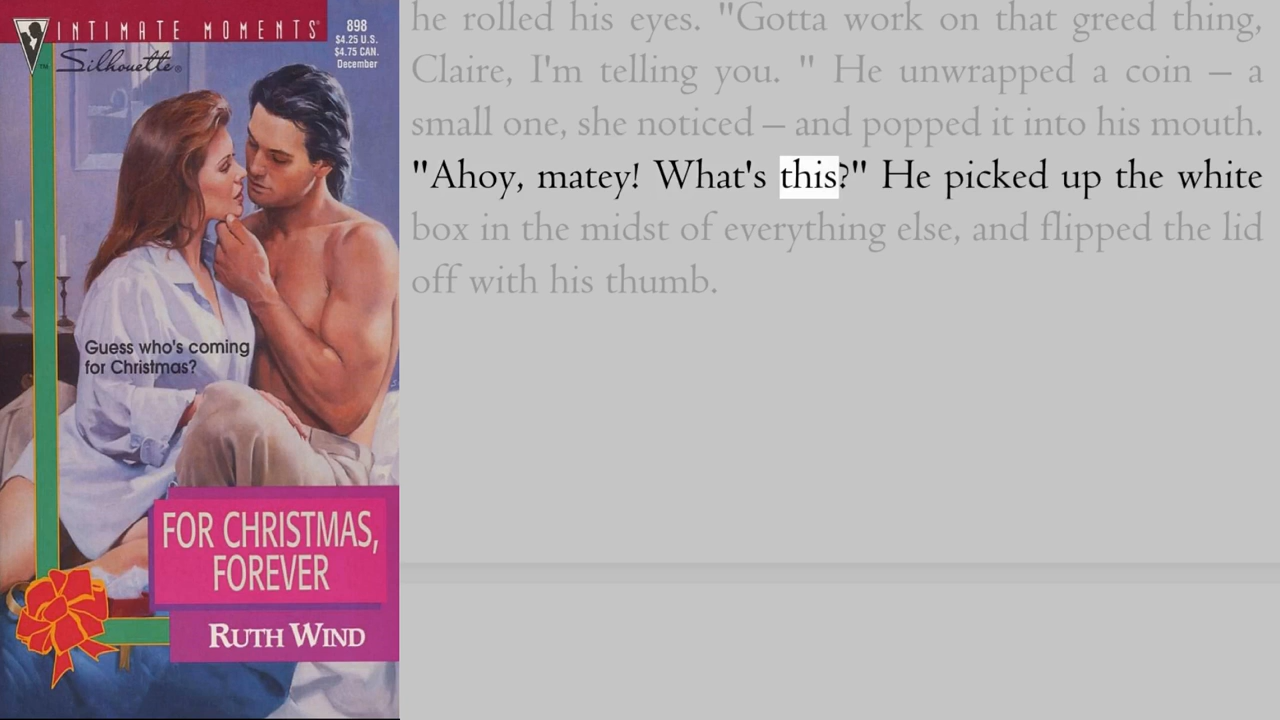 INTIMATE MOMENTS®
Silhouette®
898
$4.25 U.S.
$4.75 CAN.
December
TM
Guess who's coming
for Christmas?
FOR CHRISTMAS,
FOREVER
RUTH WIND
he rolled his eyes. "Gotta work on that greed thing,
Claire, I'm telling you. " He unwrapped a coin – a
small one, she noticed – and popped it into his mouth.
"Ahoy, matey! What's this?" He picked up the white
box in the midst of everything else, and flipped the lid
off with his thumb.